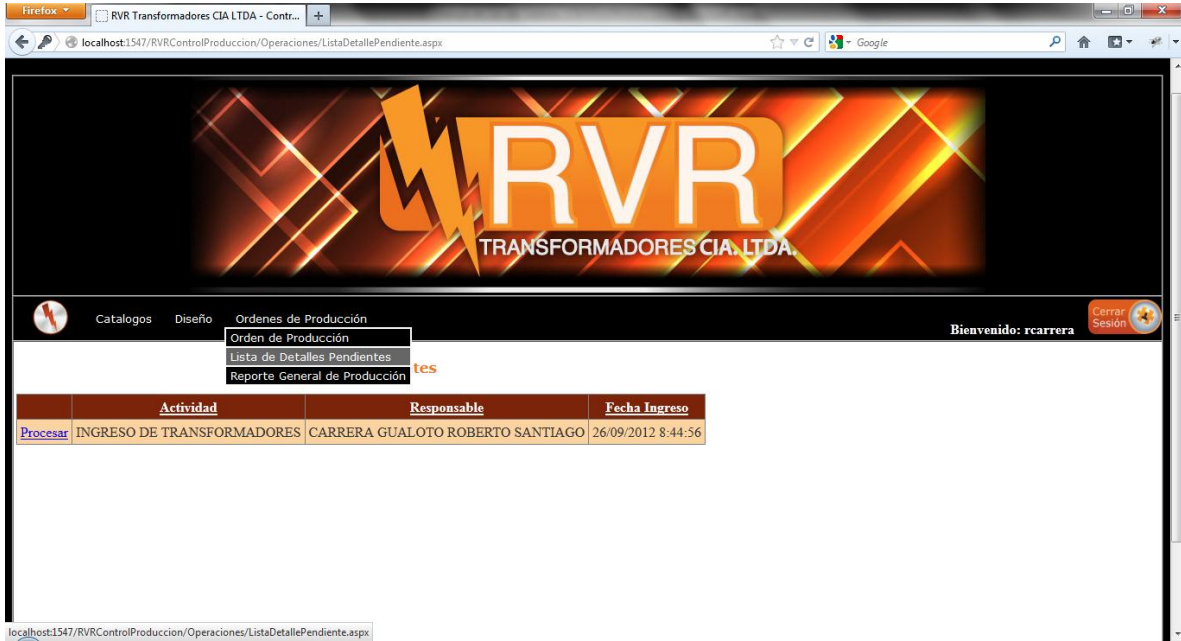 Firefox
RVR Transformadores CIA LTDA - Contr...
localhost:1547/RVRControlProduccion/Operaciones/ListaDetallePendiente.aspx
Google
RVR
TRANSFORMADORES CIA. LTDA.
Catalogos Diseño Ordenes de Producción
Bienvenido: rcarrera
Cerrar
Sesión
Orden de Producción
Lista de Detalles Pendientes
Reporte General de Producción
tes
Actividad Responsable Fecha Ingreso
Procesar INGRESO DE TRANSFORMADORES CARRERA GUALOTO ROBERTO SANTIAGO 26/09/2012 8:44:56
localhost:1547/RVRControlProduccion/Operaciones/ListaDetallePendiente.aspx